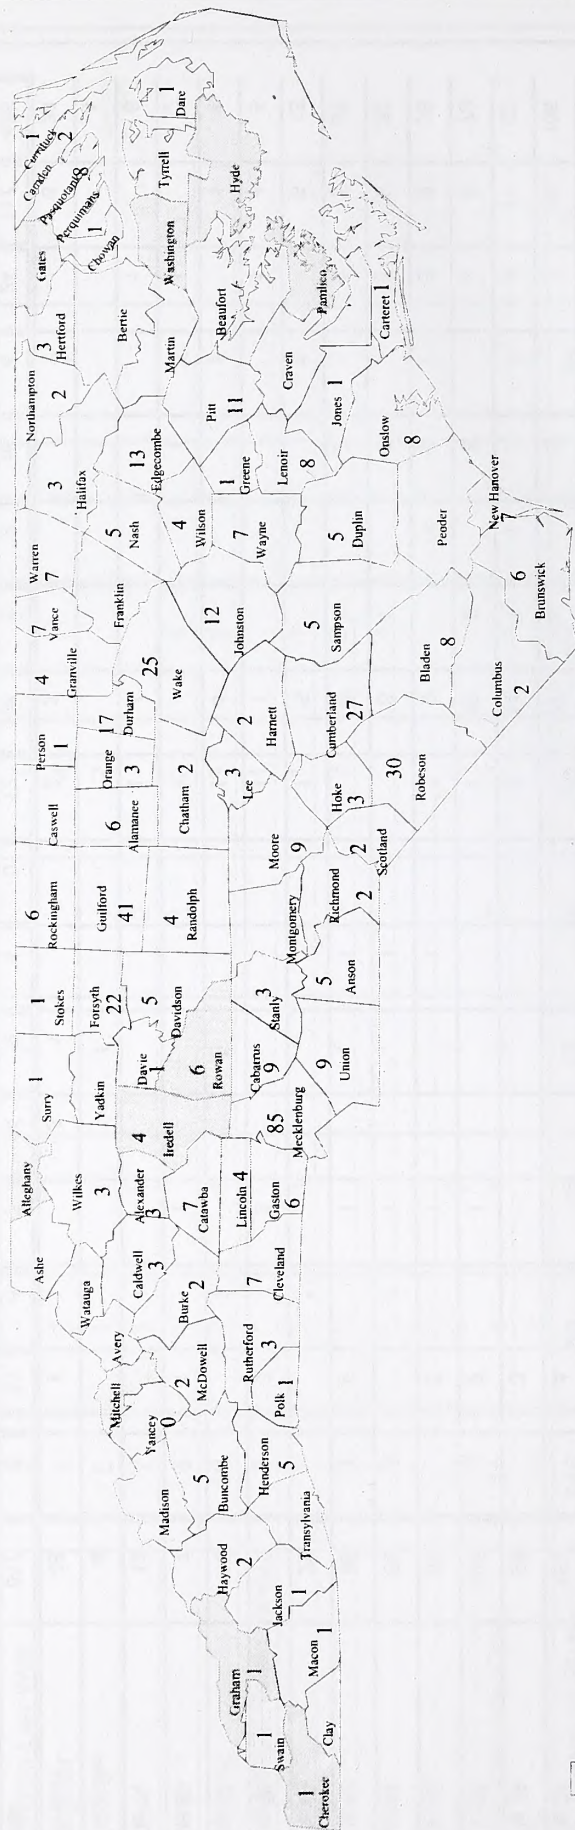 Cherokee
1
Swain
1
Graham
1
Clay
Macon
1
Jackson
1
Haywood
2
Transylvania
Madison
Buncombe
5
Henderson
5
Yancey
0
Mitchell
Avery
McDowell
2
Polk
1
Rutherford
3
Burke
2
Cleveland
7
Watauga
Ashe
Alleghany
Caldwell
3
Wilkes
3
Alexander
3
Catawba
7
Lincoln 4
Gaston
6
Surry
1
Yadkin
Iredell
4
Davie
1
Rowan
6
Cabarrus
9
Mecklenburg
85
Union
9
Stokes
1
Forsyth
22
Davidson
5
Stanly
3
Anson
5
Rockingham
6
Guilford
41
Randolph
4
Montgomery
Richmond
2
Caswell
Alamance
6
Chatham
2
Moore
9
Scotland
2
Hoke
3
Person
1
Orange
3
Durham
17
Lee
3
Harnett
2
Cumberland
27
Robeson
30
Granville
4
Vance
7
Wake
25
Franklin
Warren
7
Johnston
12
Sampson
5
Bladen
8
Columbus
2
Brunswick
6
Nash
5
Wilson
4
Wayne
7
Duplin
5
Peoder
New Hanover
7
Halifax
3
Northampton
2
Edgecombe
13
Greene
1
Pitt
11
Lenoir
8
Jones
1
Onslow
8
Hertford
3
Bertie
Martin
Craven
Carteret
1
Pamlico
Beaufort
Gates
Chowan
Perquimans
1
Pasquotank
8
Camden
2
Currituck
1
Washington
Tyrrell
Dare
1
Hyde